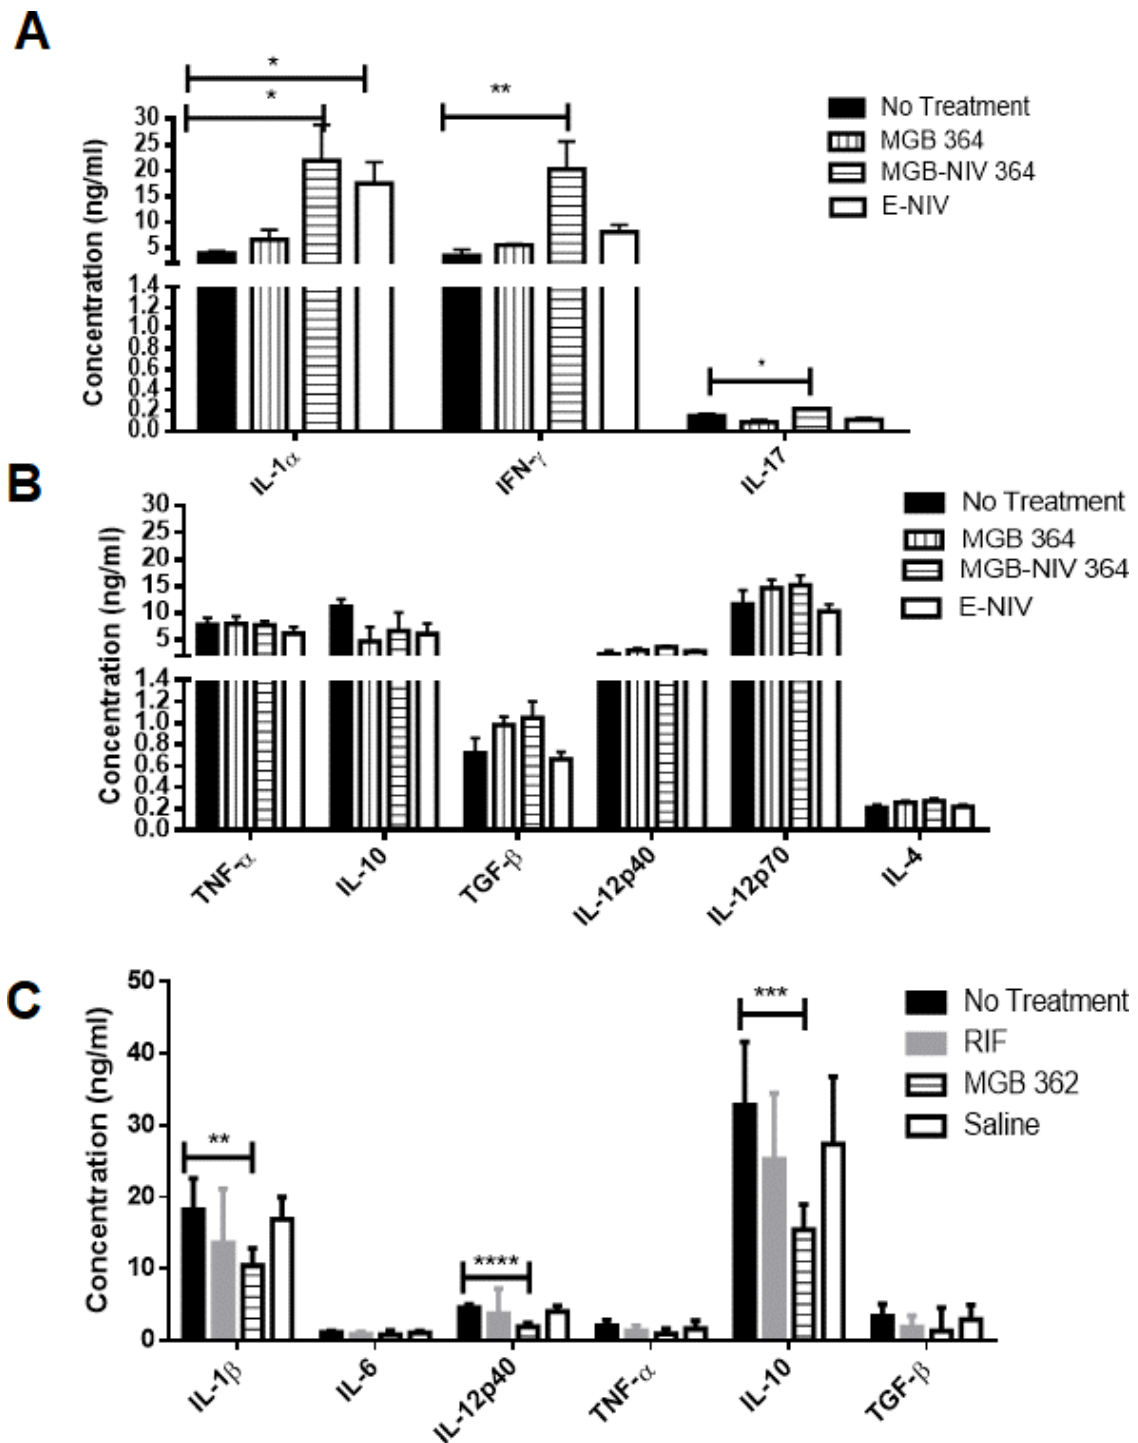 A
*
*
**
No Treatment
MGB 364
MGB-NIV 364
E-NIV
Concentration (ng/ml)
30
25
20
15
10
5
1.4
1.2
1.0
0.8
0.6
0.4
0.2
0.0
*
IL-1α
IFN-γ
IL-17
B
No Treatment
MGB 364
MGB-NIV 364
E-NIV
Concentration (ng/ml)
30
25
20
15
10
5
1.4
1.2
1.0
0.8
0.6
0.4
0.2
0.0
TNF-α
IL-10
TGF-β
IL-12p40
IL-12p70
IL-4
C
No Treatment
RIF
MGB 362
Saline
Concentration (ng/ml)
50
40
30
20
10
0
**
****
***
IL-1β
IL-6
IL-12p40
TNF-α
IL-10
TGF-β